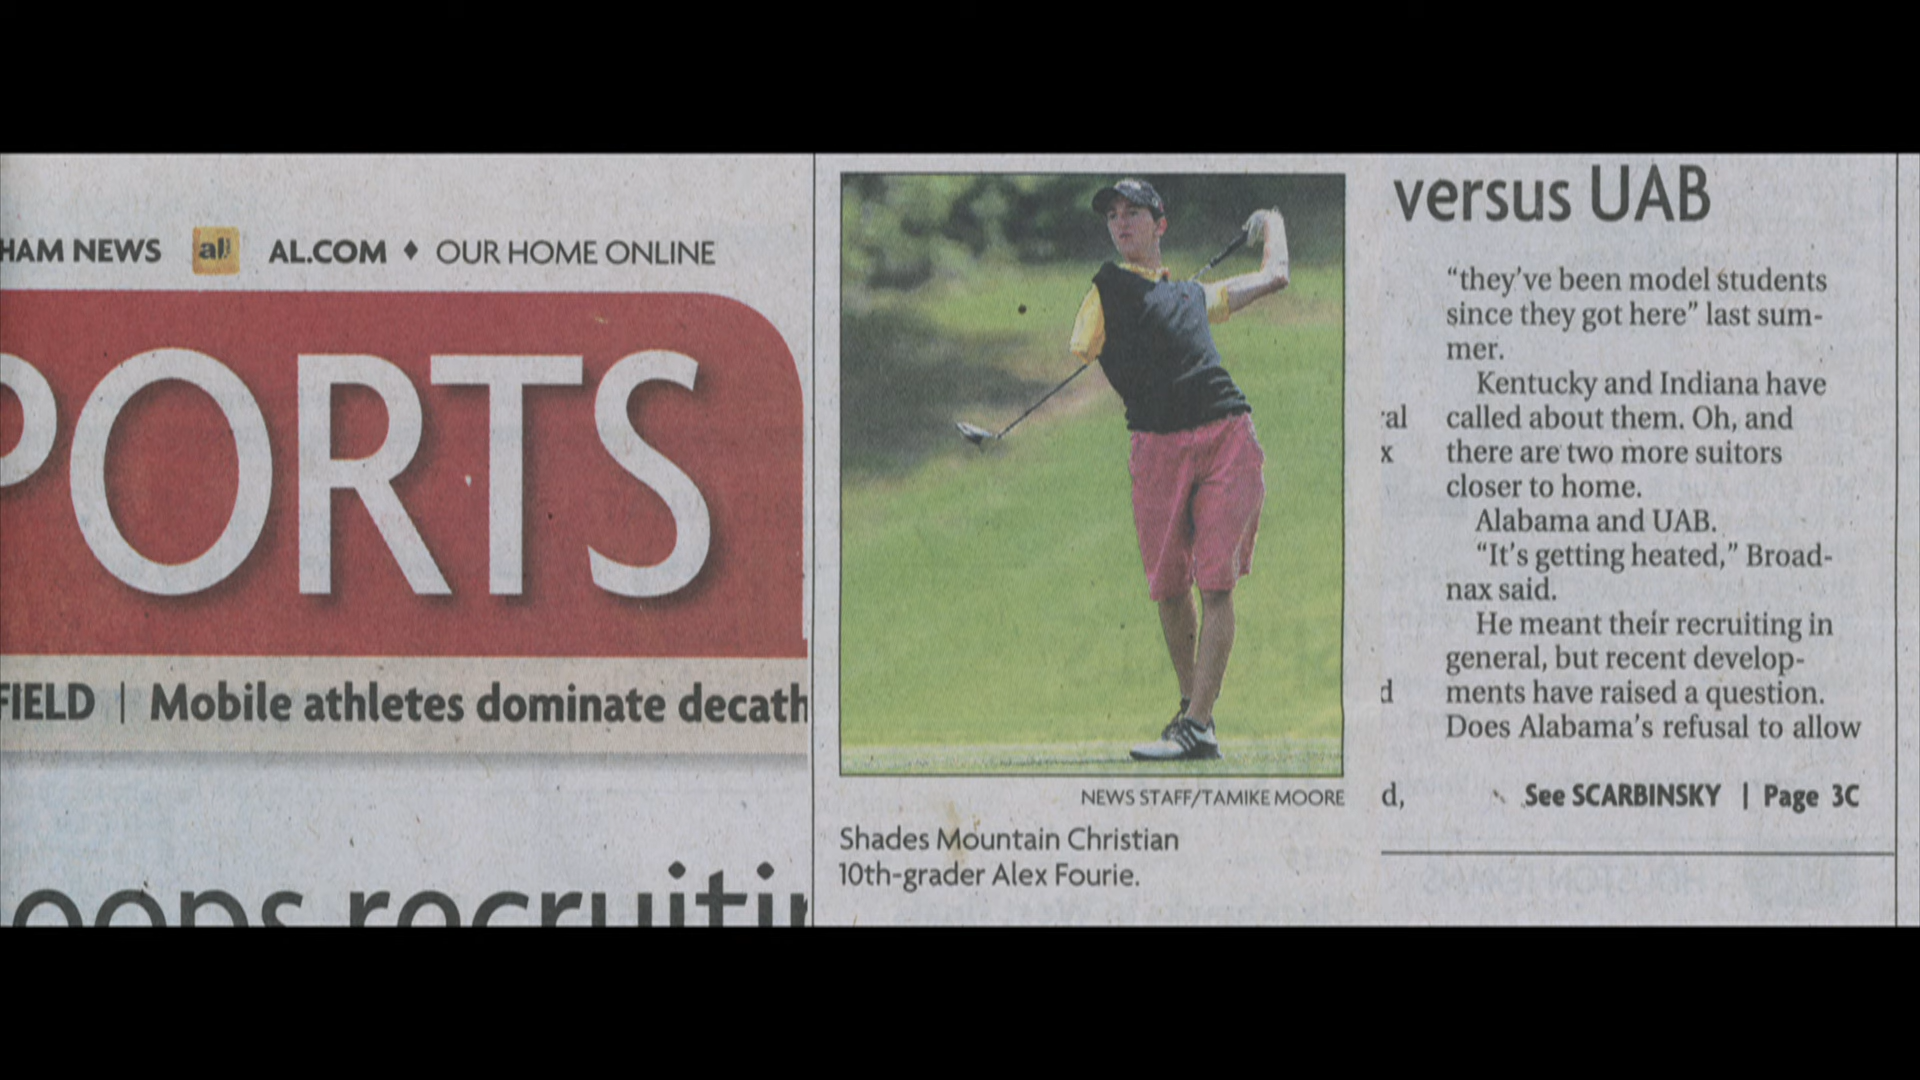 HAM NEWS al AL.COM ♦ OUR HOME ONLINE
PORTS
FIELD | Mobile athletes dominate decath
oops recruitin
NEWS STAFF/TAMIKE MOORE
Shades Mountain Christian
10th-grader Alex Fourie.
versus UAB
al
x
d
d,
“they’ve been model students
since they got here” last sum-
mer.
Kentucky and Indiana have
called about them. Oh, and
there are two more suitors
closer to home.
Alabama and UAB.
“It’s getting heated,” Broad-
nax said.
He meant their recruiting in
general, but recent develop-
ments have raised a question.
Does Alabama’s refusal to allow
See SCARBINSKY | Page 3C